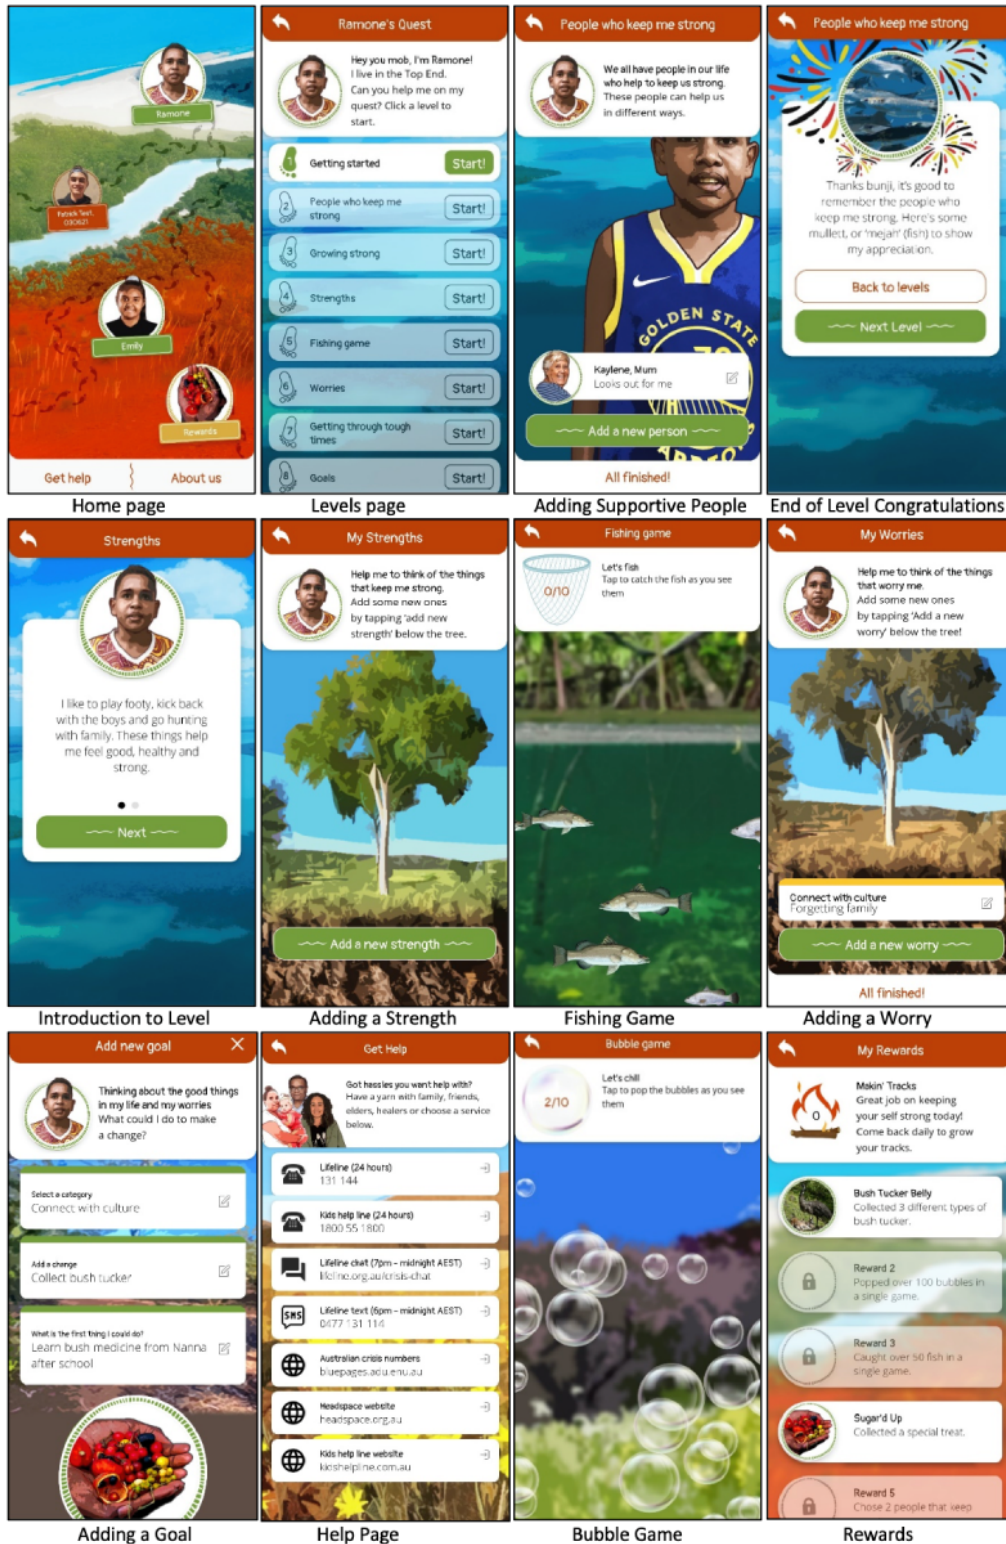 Ramone
Patrick Test,
030621
Emily
Rewards
Get help
About us
Home page
Ramone's Quest
Hey you mob, I'm Ramone!
I live in the Top End.
Can you help me on my
quest? Click a level to
start.
1
Getting started
Start!
2
People who keep me
strong
Start!
3
Growing strong
Start!
4
Strengths
Start!
5
Fishing game
Start!
6
Worries
Start!
7
Getting through tough
times
Start!
8
Goals
Start!
Levels page
People who keep me strong
We all have people in our life
who help to keep us strong.
These people can help us
in different ways.
GOLDEN STATE
Kaylene, Mum
Looks out for me
Add a new person
All finished!
Adding Supportive People
People who keep me strong
Thanks bunji, it's good to
remember the people who
keep me strong. Here's some
mullett, or 'mejah' (fish) to show
my appreciation.
Back to levels
Next Level
End of Level Congratulations
Strengths
I like to play footy, kick back
with the boys and go hunting
with family. These things help
me feel good, healthy and
strong.
Next
Introduction to Level
My Strengths
Help me to think of the things
that keep me strong.
Add some new ones
by tapping 'add new
strength' below the tree.
Add a new strength
Adding a Strength
Fishing game
0/10
Let's fish
Tap to catch the fish as you see
them
Fishing Game
My Worries
Help me to think of the things
that worry me.
Add some new ones
by tapping 'Add a new
worry' below the tree!
Connect with culture
Forgetting family
Add a new worry
All finished!
Adding a Worry
Add new goal
Thinking about the good things
in my life and my worries
What could I do to make
a change?
Select a category
Connect with culture
Add a change
Collect bush tucker
What is the first thing I could do?
Learn bush medicine from Nanna
after school
Adding a Goal
Get Help
Got hassles you want help with?
Have a yarn with family, friends,
elders, healers or choose a service
below.
Lifeline (24 hours)
131 144
Kids help line (24 hours)
1800 55 1800
Lifeline chat (7pm - midnight AEST)
lifeline.org.au/crisis-chat
SMS
Lifeline text (6pm - midnight AEST)
0477 131 114
Australian crisis numbers
bluepages.adu.enu.au
Headspace website
headspace.org.au
Kids help line website
kidshelpline.com.au
Help Page
Bubble game
2/10
Let's chill
Tap to pop the bubbles as you see
them
Bubble Game
My Rewards
0
Makin' Tracks
Great job on keeping
your self strong today!
Come back daily to grow
your tracks.
Bush Tucker Belly
Collected 3 different types of
bush tucker.
Reward 2
Popped over 100 bubbles in
a single game.
Reward 3
Caught over 50 fish in a
single game.
Sugar'd Up
Collected a special treat.
Reward 5
Chose 2 people that keep
Rewards